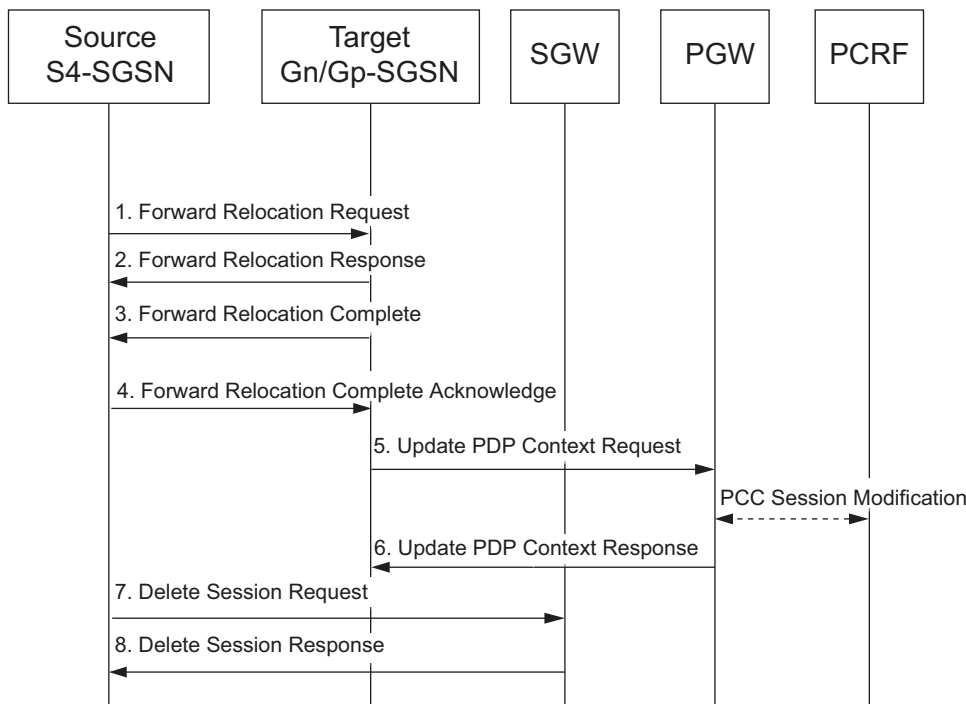 Source
S4-SGSN
Target
Gn/Gp-SGSN
SGW
PGW
PCRF
1. Forward Relocation Request
2. Forward Relocation Response
3. Forward Relocation Complete
4. Forward Relocation Complete Acknowledge
5. Update PDP Context Request
PCC Session Modification
6. Update PDP Context Response
7. Delete Session Request
8. Delete Session Response